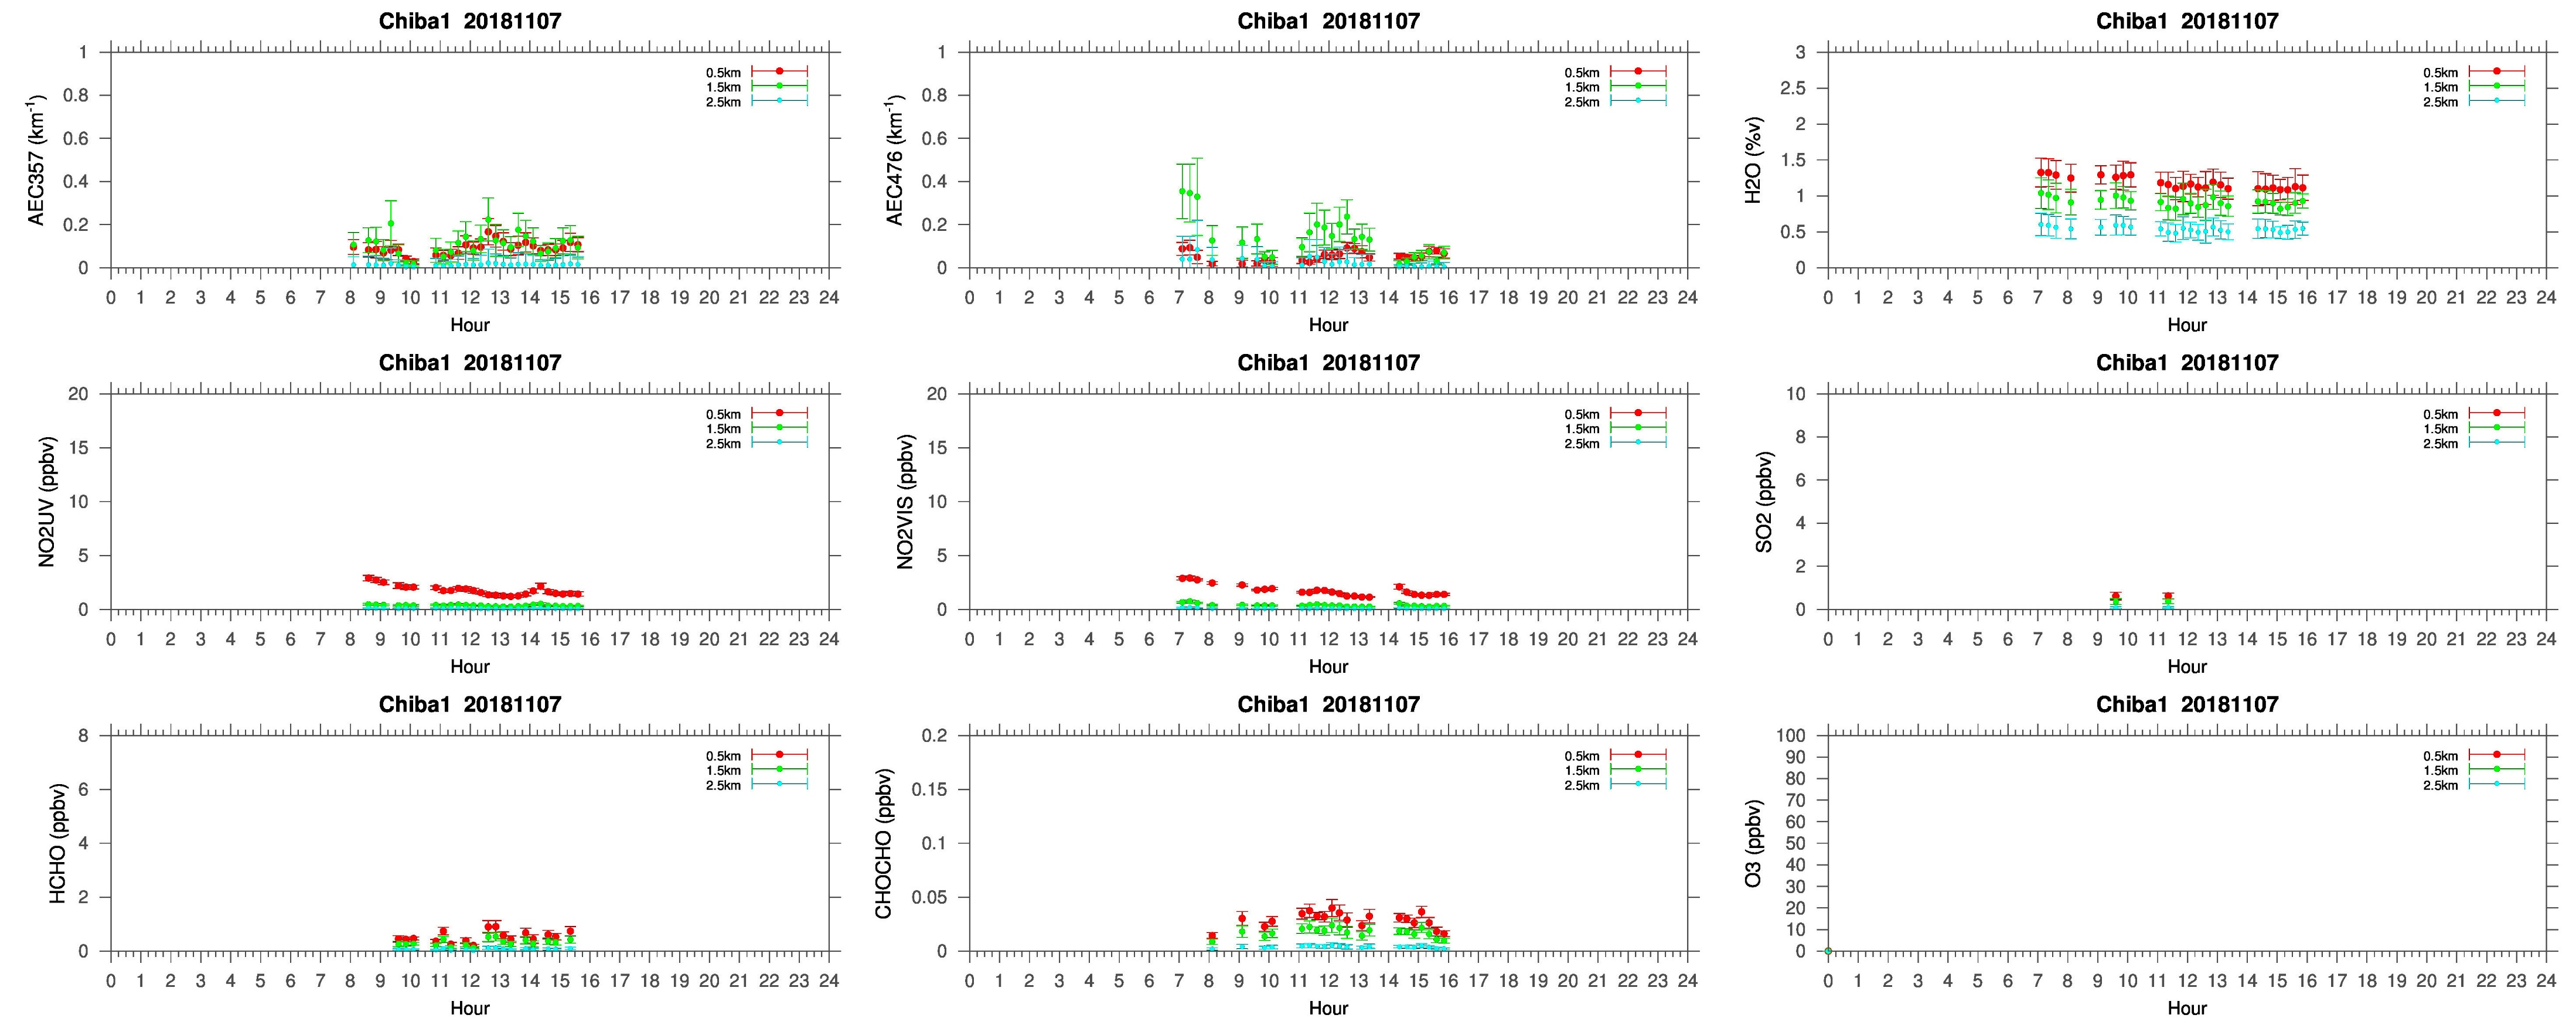 Chiba1 20181107
AEC357 (km-1)
1
0.8
0.6
0.4
0.2
0
0.5km
1.5km
2.5km
0 1 2 3 4 5 6 7 8 9 10 11 12 13 14 15 16 17 18 19 20 21 22 23 24
Hour
Chiba1 20181107
AEC476 (km-1)
1
0.8
0.6
0.4
0.2
0
0.5km
1.5km
2.5km
0 1 2 3 4 5 6 7 8 9 10 11 12 13 14 15 16 17 18 19 20 21 22 23 24
Hour
Chiba1 20181107
H2O (%v)
3
2.5
2
1.5
1
0.5
0
0.5km
1.5km
2.5km
0 1 2 3 4 5 6 7 8 9 10 11 12 13 14 15 16 17 18 19 20 21 22 23 24
Hour
Chiba1 20181107
NO2UV (ppbv)
20
15
10
5
0
0.5km
1.5km
2.5km
0 1 2 3 4 5 6 7 8 9 10 11 12 13 14 15 16 17 18 19 20 21 22 23 24
Hour
Chiba1 20181107
NO2VIS (ppbv)
20
15
10
5
0
0.5km
1.5km
2.5km
0 1 2 3 4 5 6 7 8 9 10 11 12 13 14 15 16 17 18 19 20 21 22 23 24
Hour
Chiba1 20181107
SO2 (ppbv)
10
8
6
4
2
0
0.5km
1.5km
2.5km
0 1 2 3 4 5 6 7 8 9 10 11 12 13 14 15 16 17 18 19 20 21 22 23 24
Hour
Chiba1 20181107
HCHO (ppbv)
8
6
4
2
0
0.5km
1.5km
2.5km
0 1 2 3 4 5 6 7 8 9 10 11 12 13 14 15 16 17 18 19 20 21 22 23 24
Hour
Chiba1 20181107
CHOCHO (ppbv)
0.2
0.15
0.1
0.05
0
0.5km
1.5km
2.5km
0 1 2 3 4 5 6 7 8 9 10 11 12 13 14 15 16 17 18 19 20 21 22 23 24
Hour
Chiba1 20181107
O3 (ppbv)
100
90
80
70
60
50
40
30
20
10
0
0.5km
1.5km
2.5km
0 1 2 3 4 5 6 7 8 9 10 11 12 13 14 15 16 17 18 19 20 21 22 23 24
Hour